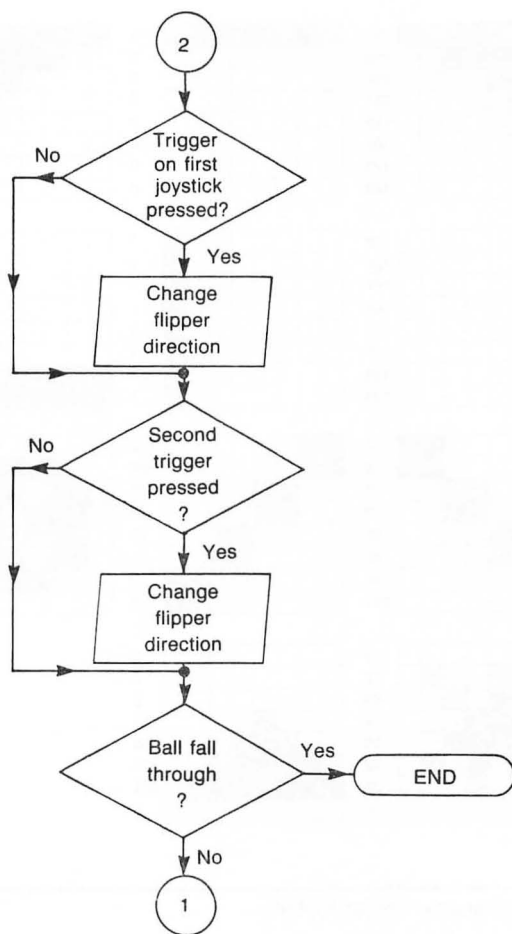 2
Trigger
on first
joystick
pressed?
No
Yes
Change
flipper
direction
Second
trigger
pressed
?
No
Yes
Change
flipper
direction
Ball fall
through
?
Yes
END
No
1